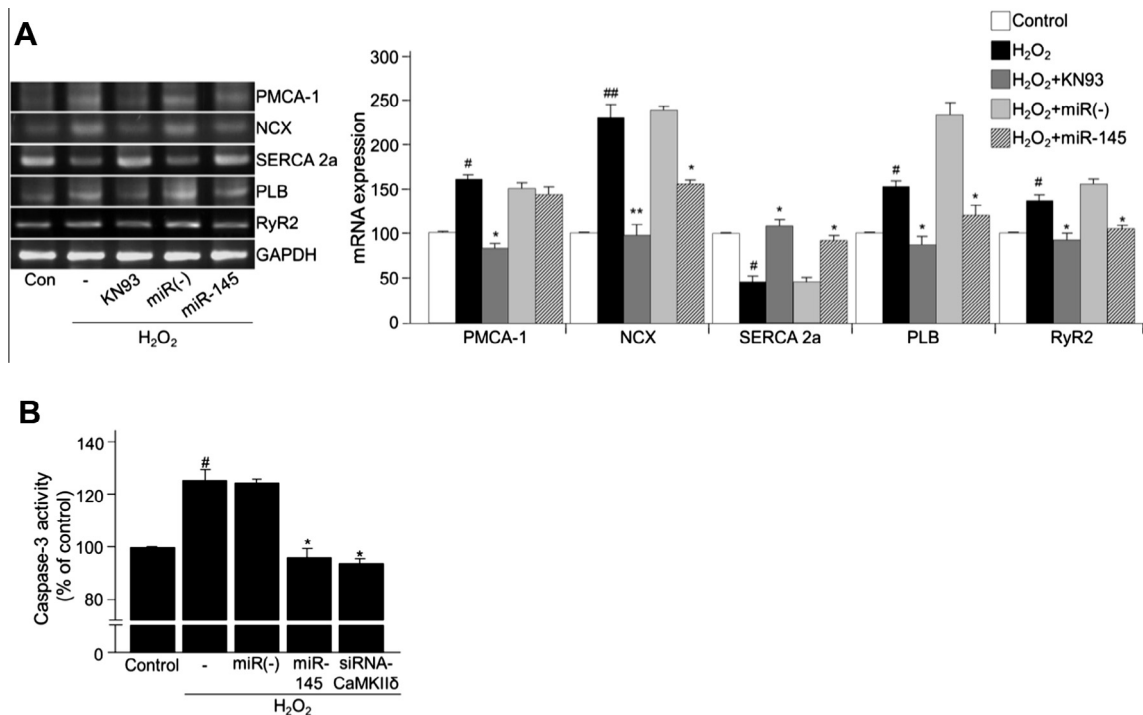 A
PMCA-1
NCX
SERCA 2a
PLB
RyR2
GAPDH
Con - KN93 miR(-) miR-145
H₂O₂
mRNA expression
300
250
200
150
100
50
0
# * ## ** * # * * # * * # * *
PMCA-1 NCX SERCA 2a PLB RyR2
Control
H₂O₂
H₂O₂+KN93
H₂O₂+miR(-)
H₂O₂+miR-145
B
Caspase-3 activity
(% of control)
140
120
100
80
0
# * *
Control - miR(-) miR- siRNA-
145 CaMKIIδ
H₂O₂